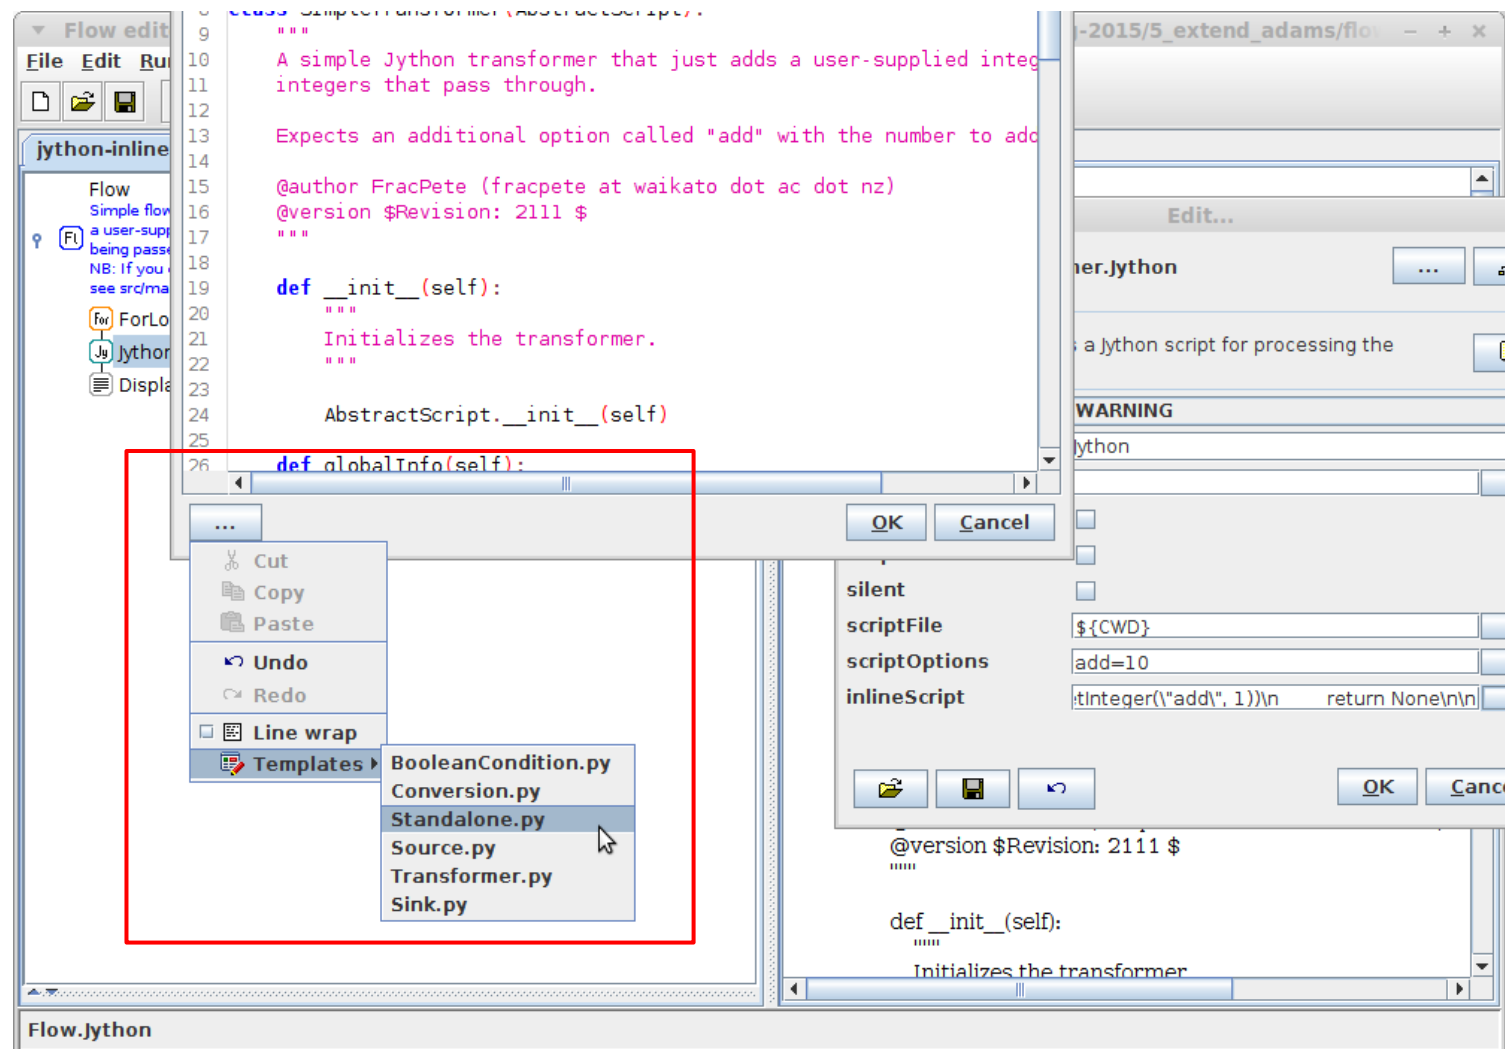 Flow edit
-2015/5_extend_adams/flo
File Edit Ru
jython-inline
Flow
Simple flow
a user-supp
being passe
NB: If you
see src/ma
ForLo
Jython
Displa
8 class SimpleTransformer(AbstractScript):
9 """
10 A simple Jython transformer that just adds a user-supplied integ
11 integers that pass through.
12
13 Expects an additional option called "add" with the number to add
14
15 @author FracPete (fracpete at waikato dot ac dot nz)
16 @version $Revision: 2111 $
17 """
18
19 def __init__(self):
20 """
21 Initializes the transformer.
22 """
23
24 AbstractScript.__init__(self)
25
26 def globalInfo(self):
...
OK Cancel
Cut
Copy
Paste
Undo
Redo
Line wrap
Templates
BooleanCondition.py
Conversion.py
Standalone.py
Source.py
Transformer.py
Sink.py
Edit...
er.Jython
...
a Jython script for processing the
WARNING
Jython
silent
scriptFile ${CWD}
scriptOptions add=10
inlineScript tInteger(\"add\", 1))\n return None\n\n
OK Canc
@version $Revision: 2111 $
"""
def __init__(self):
"""
Initializes the transformer
Flow.Jython